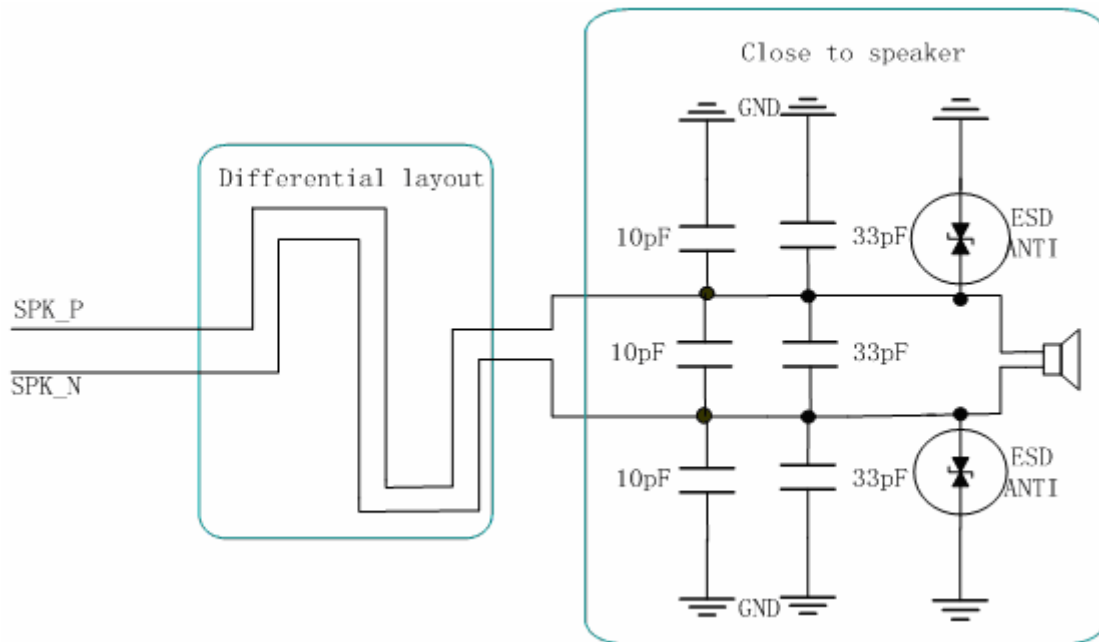 Close to speaker
GND
Differential layout
10pF
33pF
ESD
ANTI
SPK_P
10pF
33pF
SPK_N
10pF
33pF
ESD
ANTI
GND